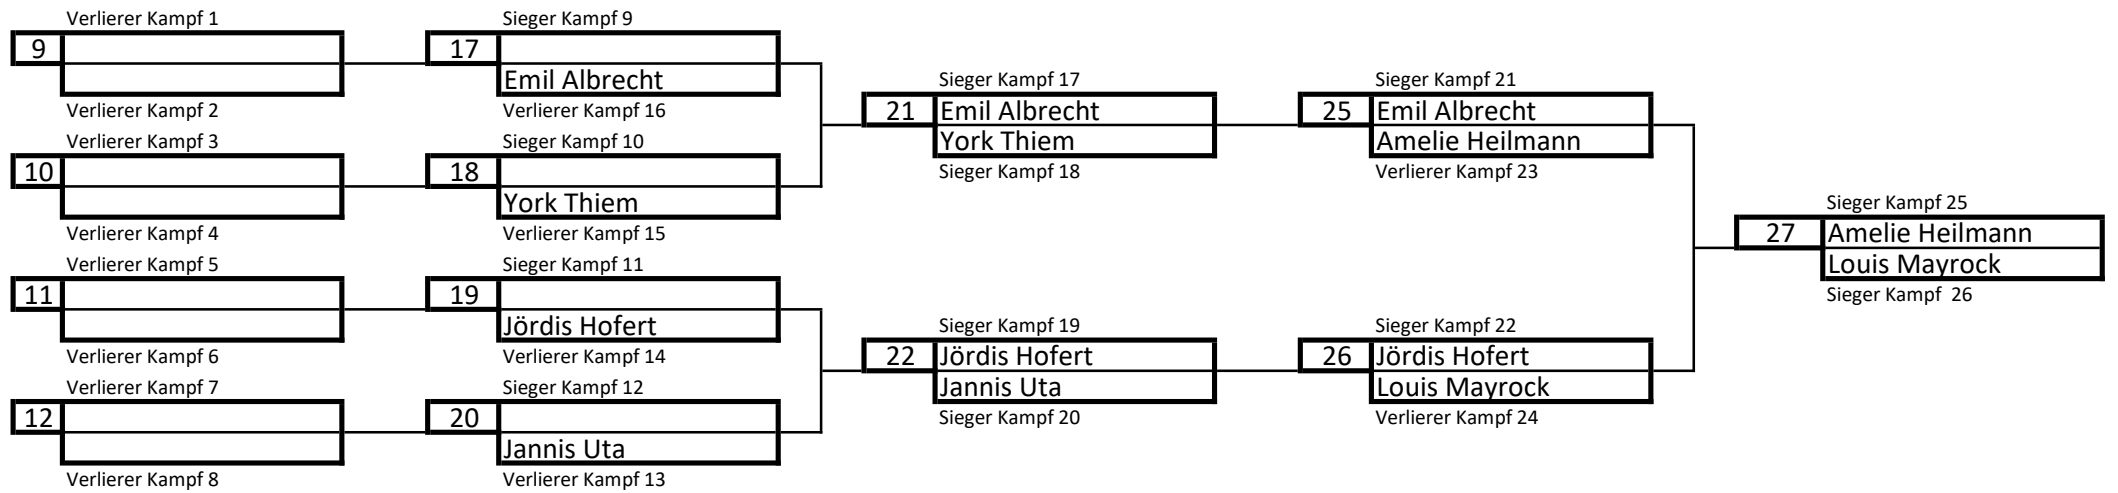 Verlierer Kampf 1
9
Verlierer Kampf 2
Verlierer Kampf 3
10
Verlierer Kampf 4
Verlierer Kampf 5
11
Verlierer Kampf 6
Verlierer Kampf 7
12
Verlierer Kampf 8
Sieger Kampf 9
17
Emil Albrecht
Verlierer Kampf 16
Sieger Kampf 10
18
York Thiem
Verlierer Kampf 15
Sieger Kampf 11
19
Jördis Hofert
Verlierer Kampf 14
Sieger Kampf 12
20
Jannis Uta
Verlierer Kampf 13
Sieger Kampf 17
21 Emil Albrecht
York Thiem
Sieger Kampf 18
Sieger Kampf 19
22 Jördis Hofert
Jannis Uta
Sieger Kampf 20
Sieger Kampf 21
25 Emil Albrecht
Amelie Heilmann
Verlierer Kampf 23
Sieger Kampf 22
26 Jördis Hofert
Louis Mayrock
Verlierer Kampf 24
Sieger Kampf 25
27 Amelie Heilmann
Louis Mayrock
Sieger Kampf  26